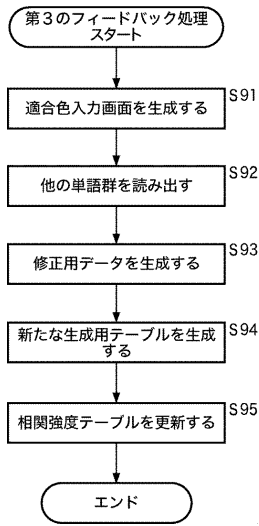 第３のフィードバック処理
スタート
S91
適合色入力画面を生成する
S92
他の単語群を読み出す
S93
修正用データを生成する
S94
新たな生成用テーブルを生成
する
S95
相関強度テーブルを更新する
エンド